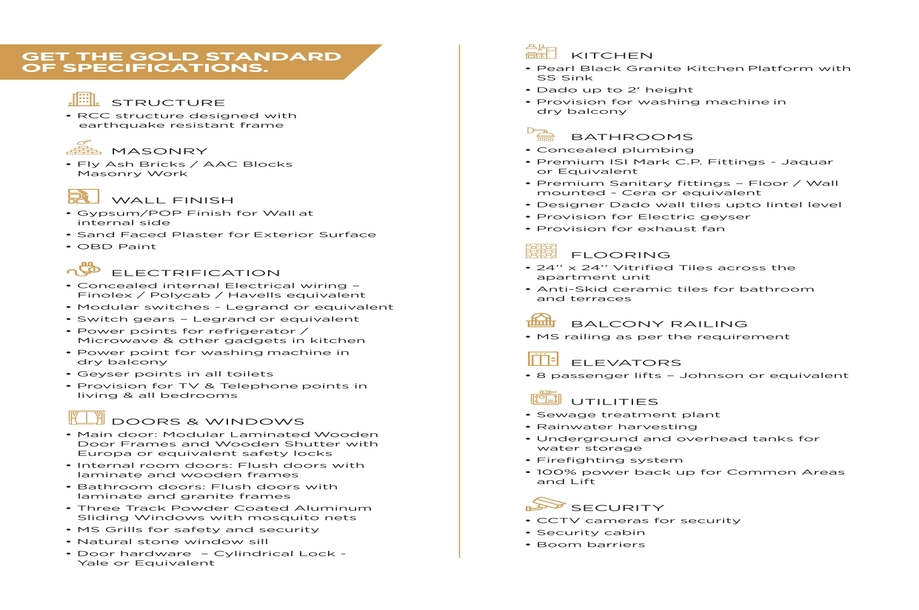 GET THE GOLD STANDARD
OF SPECIFICATIONS.
STRUCTURE
• RCC structure designed with
earthquake resistant frame
MASONRY
• Fly Ash Bricks / AAC Blocks
Masonry Work
WALL FINISH
• Gypsum/POP Finish for Wall at
internal side
• Sand Faced Plaster for Exterior Surface
• OBD Paint
ELECTRIFICATION
• Concealed internal Electrical wiring –
Finolex / Polycab / Havells equivalent
• Modular switches - Legrand or equivalent
• Switch gears – Legrand or equivalent
• Power points for refrigerator /
Microwave & other gadgets in kitchen
• Power point for washing machine in
dry balcony
• Geyser points in all toilets
• Provision for TV & Telephone points in
living & all bedrooms
DOORS & WINDOWS
• Main door: Modular Laminated Wooden
Door Frames and Wooden Shutter with
Europa or equivalent safety locks
• Internal room doors: Flush doors with
laminate and wooden frames
• Bathroom doors: Flush doors with
laminate and granite frames
• Three Track Powder Coated Aluminum
Sliding Windows with mosquito nets
• MS Grills for safety and security
• Natural stone window sill
• Door hardware – Cylindrical Lock -
Yale or Equivalent
KITCHEN
• Pearl Black Granite Kitchen Platform with
SS Sink
• Dado up to 2' height
• Provision for washing machine in
dry balcony
BATHROOMS
• Concealed plumbing
• Premium ISI Mark C.P. Fittings - Jaquar
or Equivalent
• Premium Sanitary fittings – Floor / Wall
mounted - Cera or equivalent
• Designer Dado wall tiles upto lintel level
• Provision for Electric geyser
• Provision for exhaust fan
FLOORING
• 24'' x 24'' Vitrified Tiles across the
apartment unit
• Anti-Skid ceramic tiles for bathroom
and terraces
BALCONY RAILING
• MS railing as per the requirement
ELEVATORS
• 8 passenger lifts – Johnson or equivalent
UTILITIES
• Sewage treatment plant
• Rainwater harvesting
• Underground and overhead tanks for
water storage
• Firefighting system
• 100% power back up for Common Areas
and Lift
SECURITY
• CCTV cameras for security
• Security cabin
• Boom barriers